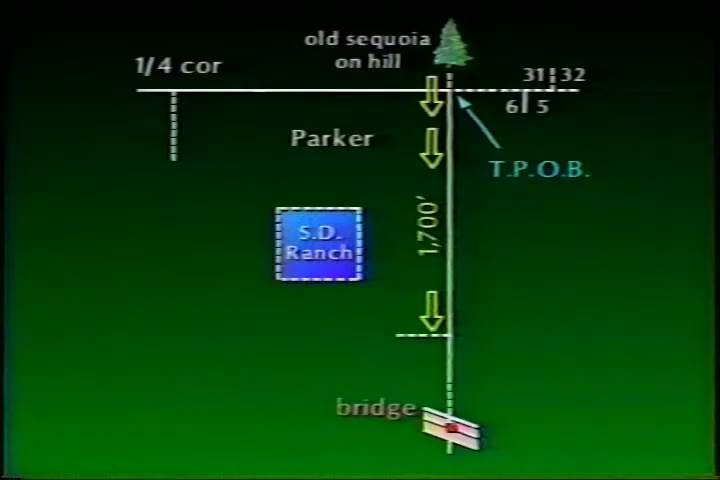 old sequoia
on hill
1/4 cor
31 32
6 5
Parker
T.P.O.B.
1,700'
S.D.
Ranch
bridge